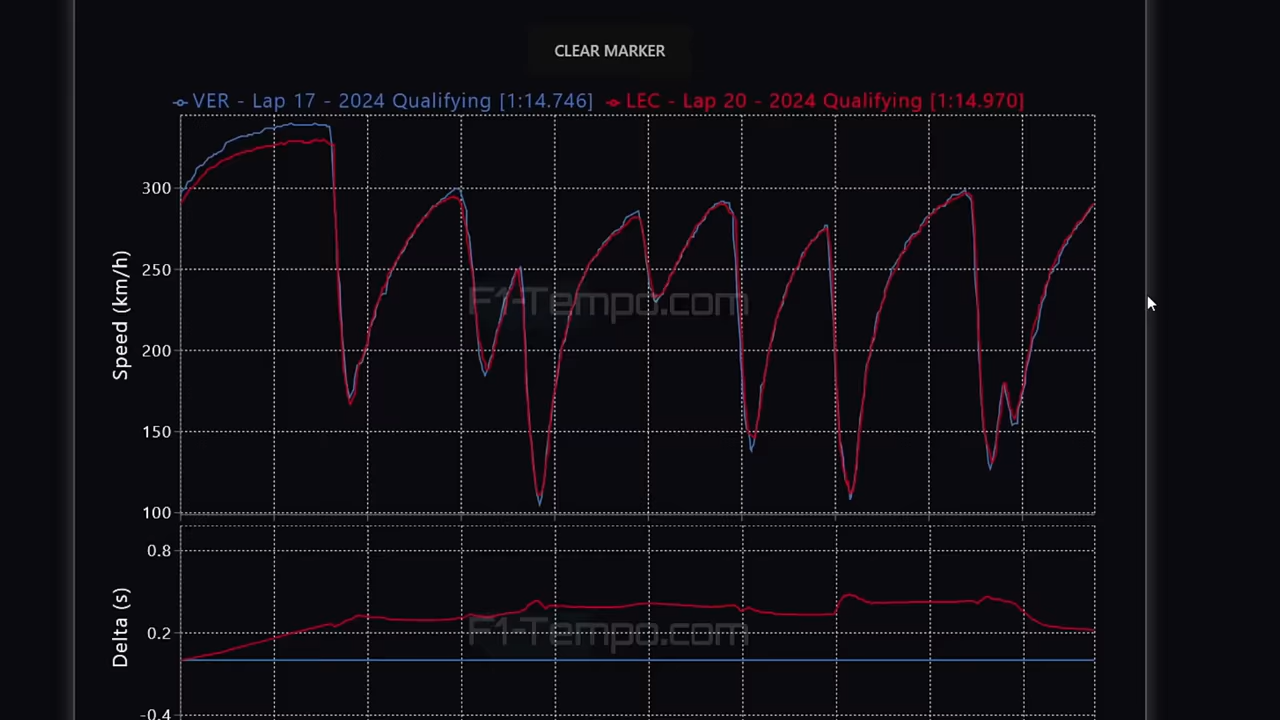 CLEAR MARKER
VER - Lap 17 - 2024 Qualifying [1:14.746] LEC - Lap 20 - 2024 Qualifying [1:14.970]
300
250
200
150
100
Speed (km/h)
F1-Tempo.com
0.8
0.2
-0.4
Delta (s)
F1-Tempo.com